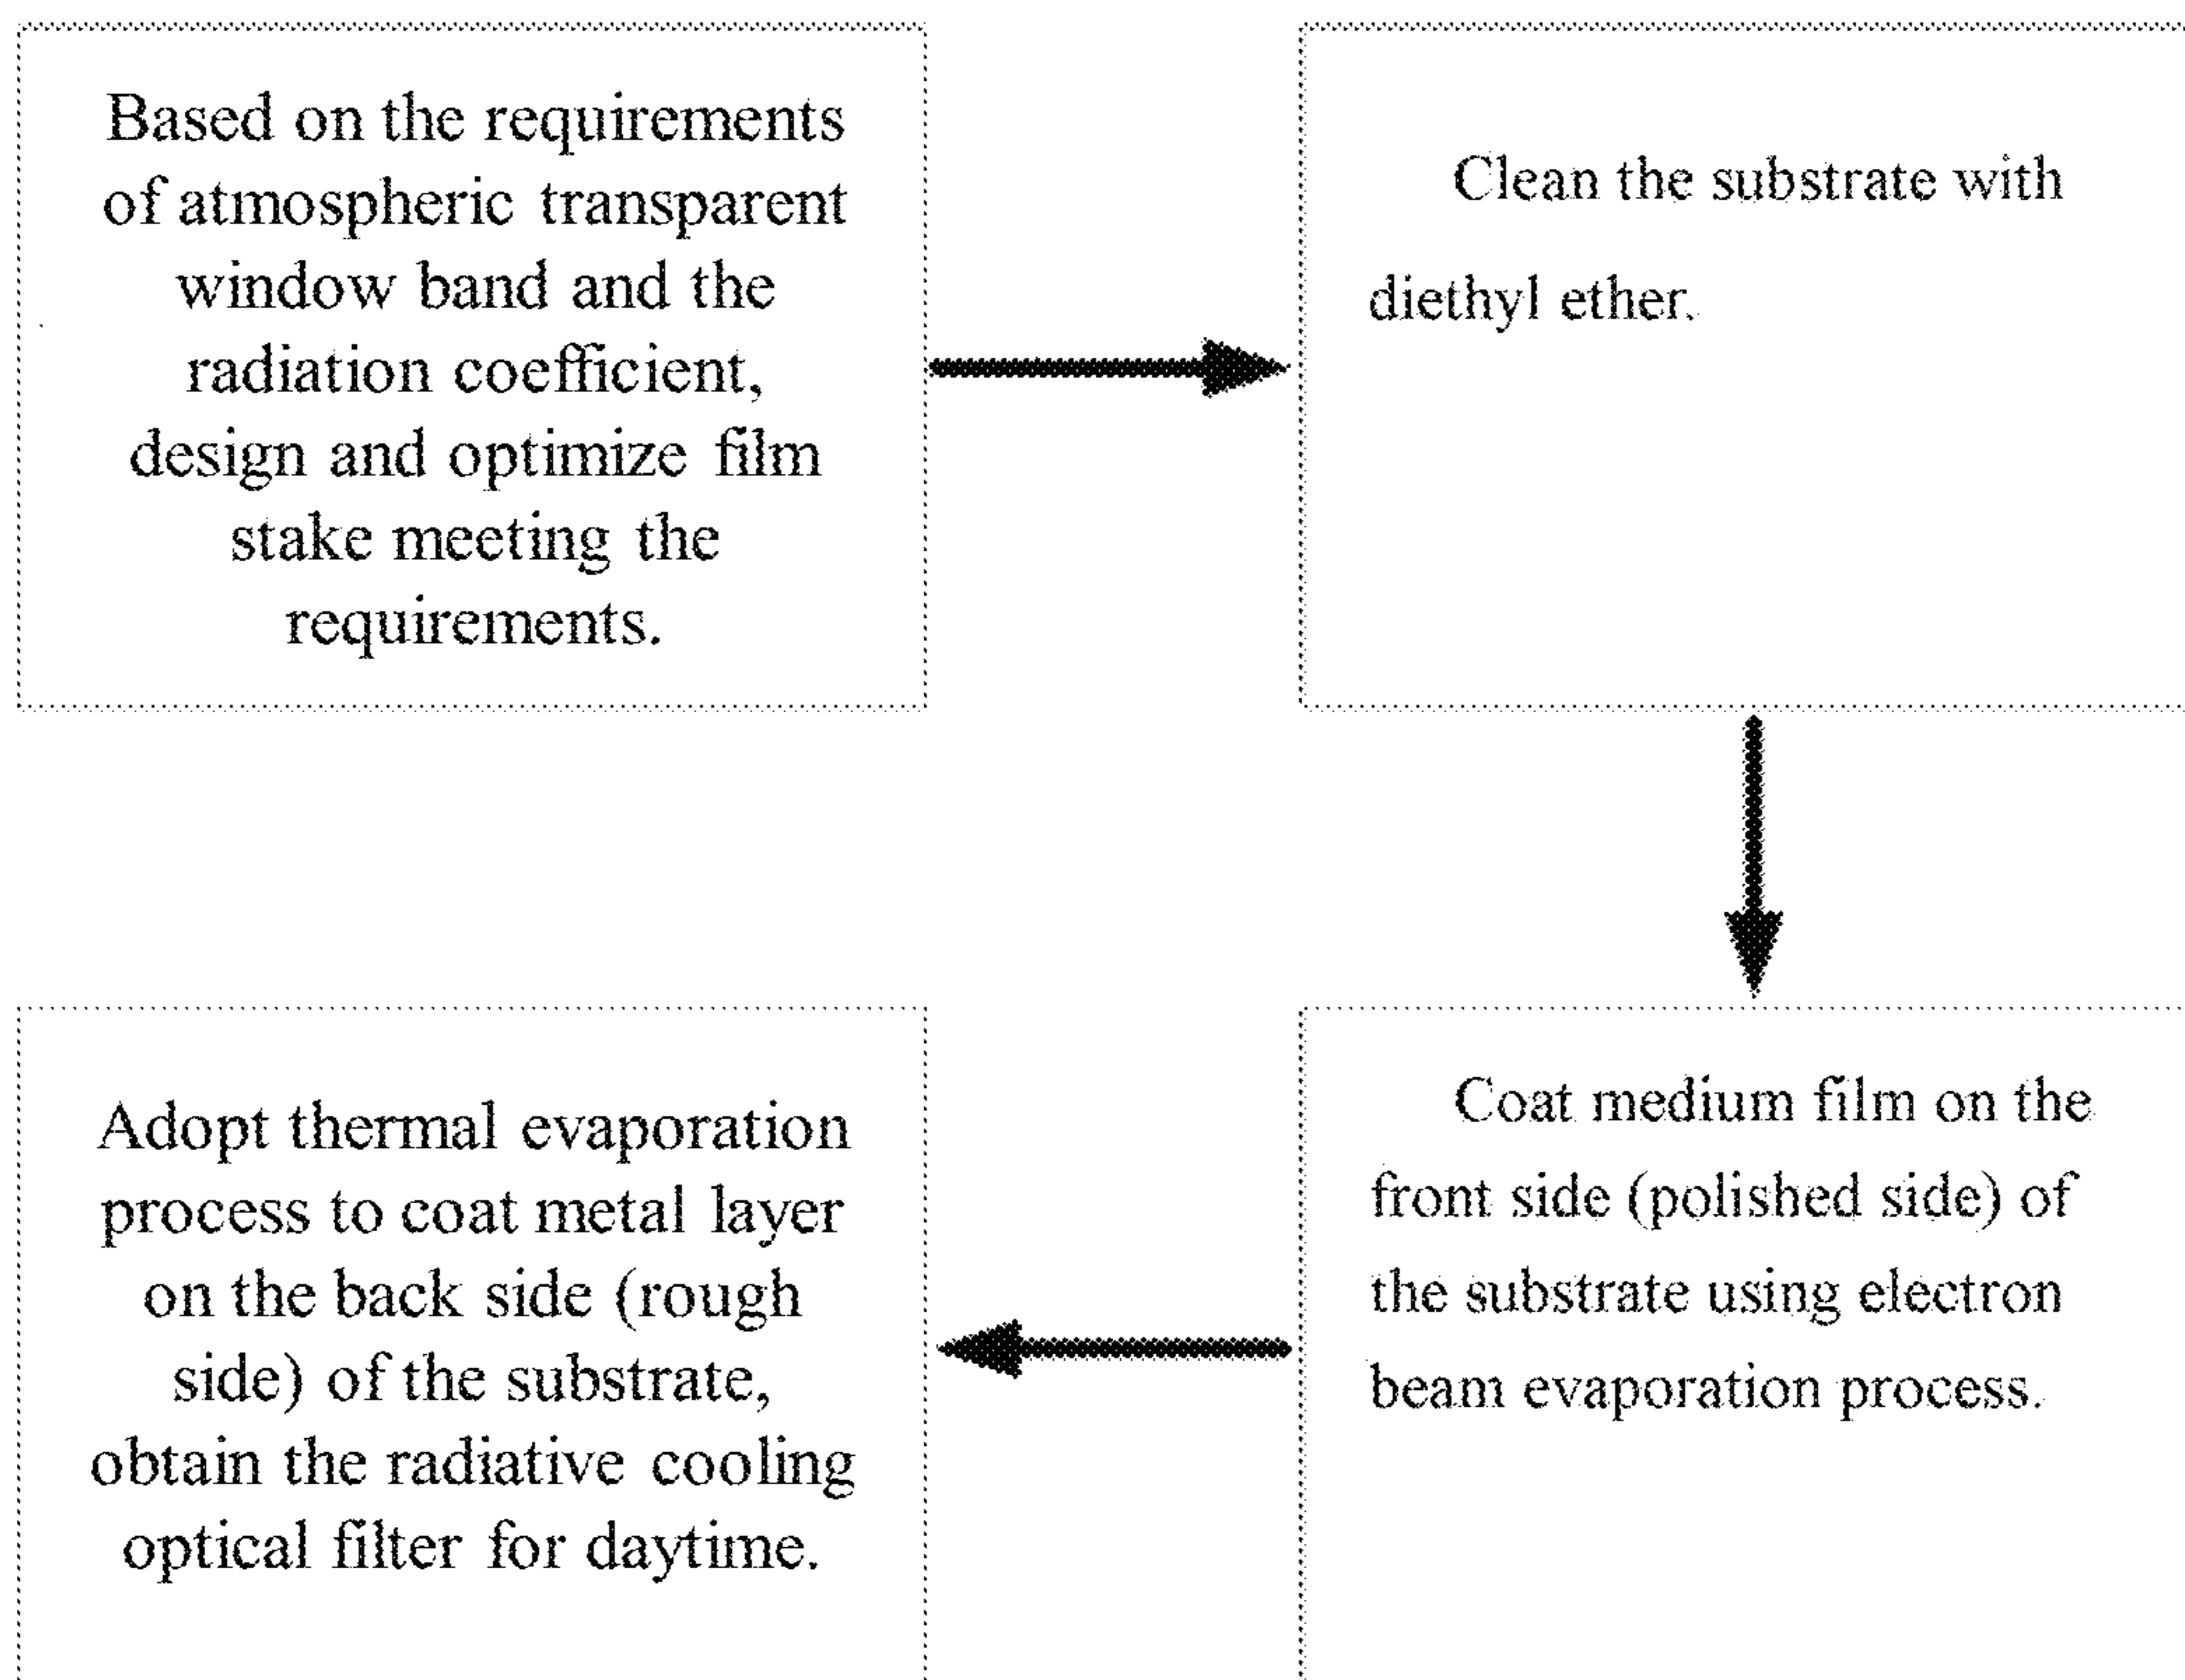 Based on the requirements
of atmospheric transparent
window band and the
radiation coefficient,
design and optimize film
stake meeting the
requirements.
Clean the substrate with
diethyl ether.
Coat medium film on the
front side (polished side) of
the substrate using electron
beam evaporation process.
Adopt thermal evaporation
process to coat metal layer
on the back side (rough
side) of the substrate,
obtain the radiative cooling
optical filter for daytime.